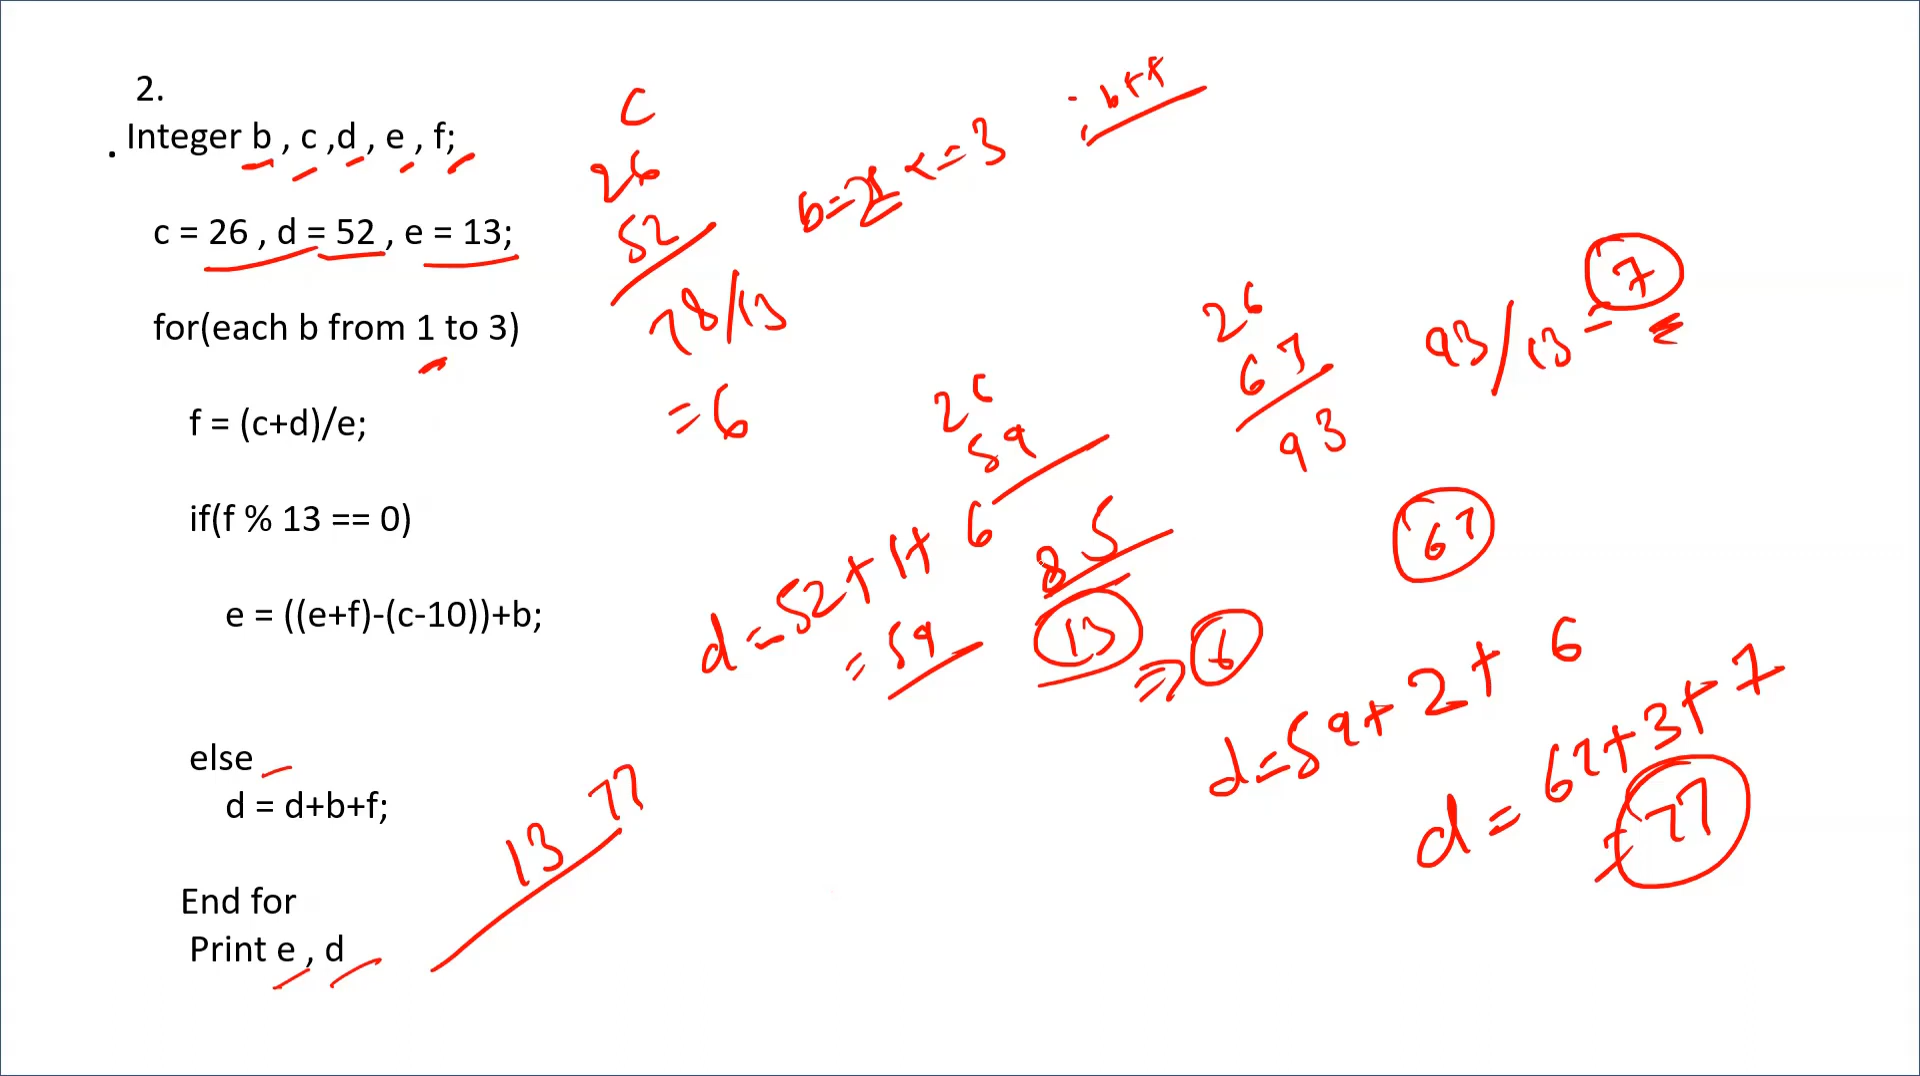 2.
. Integer b , c ,d , e , f;
c = 26 , d = 52 , e = 13;
for(each b from 1 to 3)
f = (c+d)/e;
if(f % 13 == 0)
e = ((e+f)-(c-10))+b;
else
d = d+b+f;
End for
Print e , d
13 77
c
26
52
78/13
= 6
b= <=3
; b++
26
59
85
13
=> 6
d=52+1+6
= 59
26
67
93
93/13 = 7
67
d=59+2+6
d= 67+3+7
= 77